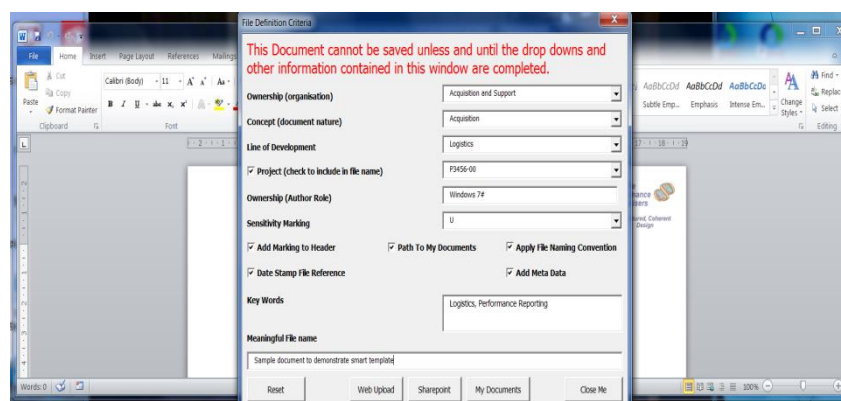 File Definition Criteria
File Home Insert Page Layout References Mailings
Cut
Copy
Paste Format Painter
Clipboard
Calibri (Body) 11
Font
This Document cannot be saved unless and until the drop downs and
other information contained in this window are completed.
Ownership (organisation) Acquisition and Support
Concept (document nature) Acquisition
Line of Development Logistics
Project (check to include in file name) P3456-00
Ownership (Author Role) Windows 7#
Sensitivity Marking U
Add Marking to Header Path To My Documents Apply File Naming Convention
Date Stamp File Reference Add Meta Data
Key Words Logistics, Performance Reporting
Meaningful File name
Sample document to demonstrate smart template
Reset Web Upload Sharepoint My Documents Close Me
AaBbCcDd AaBbCcDd AaBbCcDc
Subtle Emp... Emphasis Intense Em...
Change
Styles
Find
Replac
Select
Editing
Design
Words: 0
100%